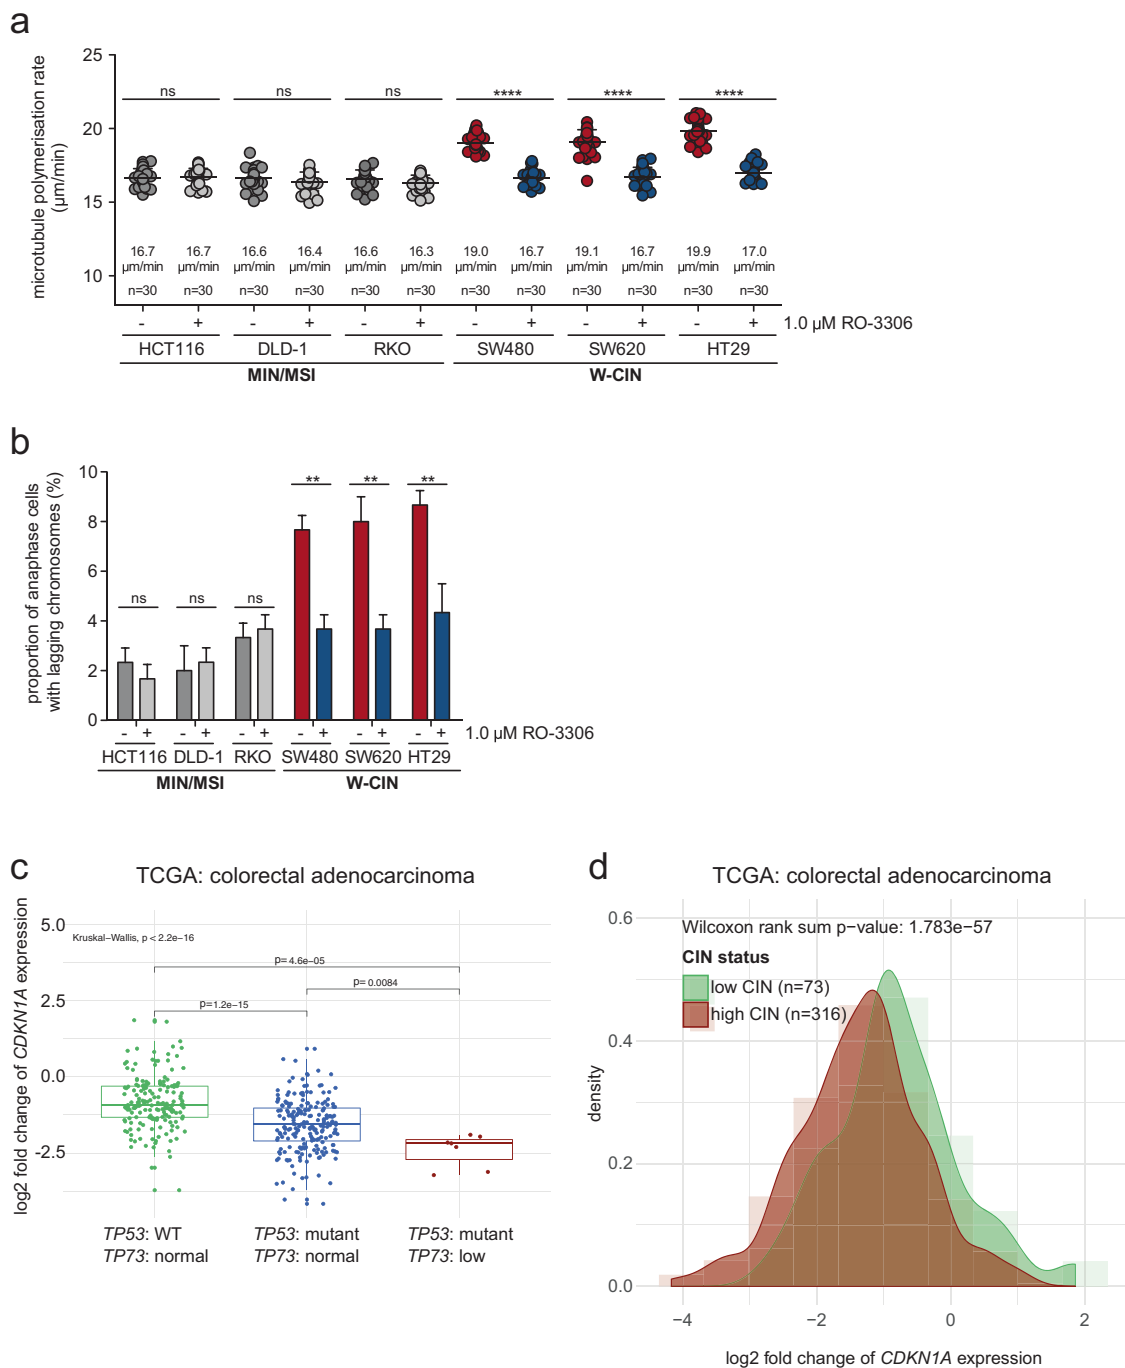 a
microtubule polymerisation rate
(µm/min)
25
20
15
10
ns
ns
ns
****
****
****
16.7 16.7 16.6 16.4 16.6 16.3 19.0 16.7 19.1 16.7 19.9 17.0
µm/min µm/min µm/min µm/min µm/min µm/min µm/min µm/min µm/min µm/min µm/min µm/min
n=30 n=30 n=30 n=30 n=30 n=30 n=30 n=30 n=30 n=30 n=30 n=30
- + - + - + - + - + - + 1.0 µM RO-3306
HCT116 DLD-1 RKO SW480 SW620 HT29
MIN/MSI W-CIN
b
proportion of anaphase cells
with lagging chromosomes (%)
10
8
6
4
2
0
ns ns ns ** ** **
- + - + - + - + - + - + 1.0 µM RO-3306
HCT116 DLD-1 RKO SW480 SW620 HT29
MIN/MSI W-CIN
c
TCGA: colorectal adenocarcinoma
log2 fold change of CDKN1A expression
5.0
2.5
0.0
−2.5
Kruskal−Wallis, p < 2.2e−16
p= 4.6e−05
p= 0.0084
p=1.2e−15
TP53: WT TP53: mutant TP53: mutant
TP73: normal TP73: normal TP73: low
d
TCGA: colorectal adenocarcinoma
density
0.6
0.4
0.2
0.0
Wilcoxon rank sum p−value: 1.783e−57
CIN status
low CIN (n=73)
high CIN (n=316)
−4 −2 0 2
log2 fold change of CDKN1A expression